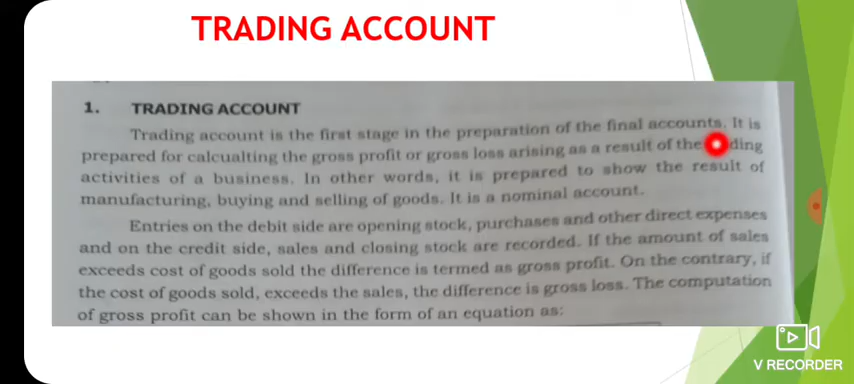 TRADING ACCOUNT
1. TRADING ACCOUNT
Trading account is the first stage in the preparation of the final accounts. It is
prepared for calcualting the gross profit or gross loss arising as a result of the ding
activities of a business. In other words, it is prepared to show the result of
manufacturing, buying and selling of goods. It is a nominal account.
Entries on the debit side are opening stock, purchases and other direct expenses
and on the credit side, sales and closing stock are recorded. If the amount of sales
exceeds cost of goods sold the difference is termed as gross profit. On the contrary, if
the cost of goods sold, exceeds the sales, the difference is gross loss. The computation
of gross profit can be shown in the form of an equation as:
V RECORDER